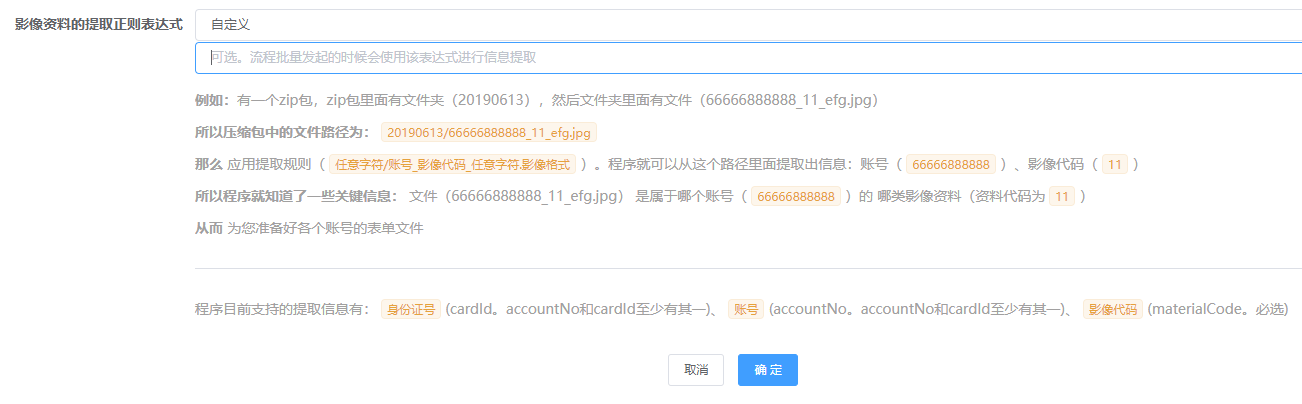 影像资料的提取正则表达式 自定义
可选。流程批量发起的时候会使用该表达式进行信息提取
例如：有一个zip包，zip包里面有文件夹（20190613），然后文件夹里面有文件（66666888888_11_efg.jpg）
所以压缩包中的文件路径为： 20190613/66666888888_11_efg.jpg
那么 应用提取规则（ 任意字符/账号_影像代码_任意字符.影像格式 ）。程序就可以从这个路径里面提取出信息：账号（ 66666888888 ）、影像代码（ 11 ）
所以程序就知道了一些关键信息： 文件（66666888888_11_efg.jpg） 是属于哪个账号（ 66666888888 ）的 哪类影像资料（资料代码为 11 ）
从而 为您准备好各个账号的表单文件
程序目前支持的提取信息有： 身份证号 (cardId。accountNo和cardId至少有其一)、 账号 (accountNo。accountNo和cardId至少有其一)、 影像代码 (materialCode。必选)
取消 确 定